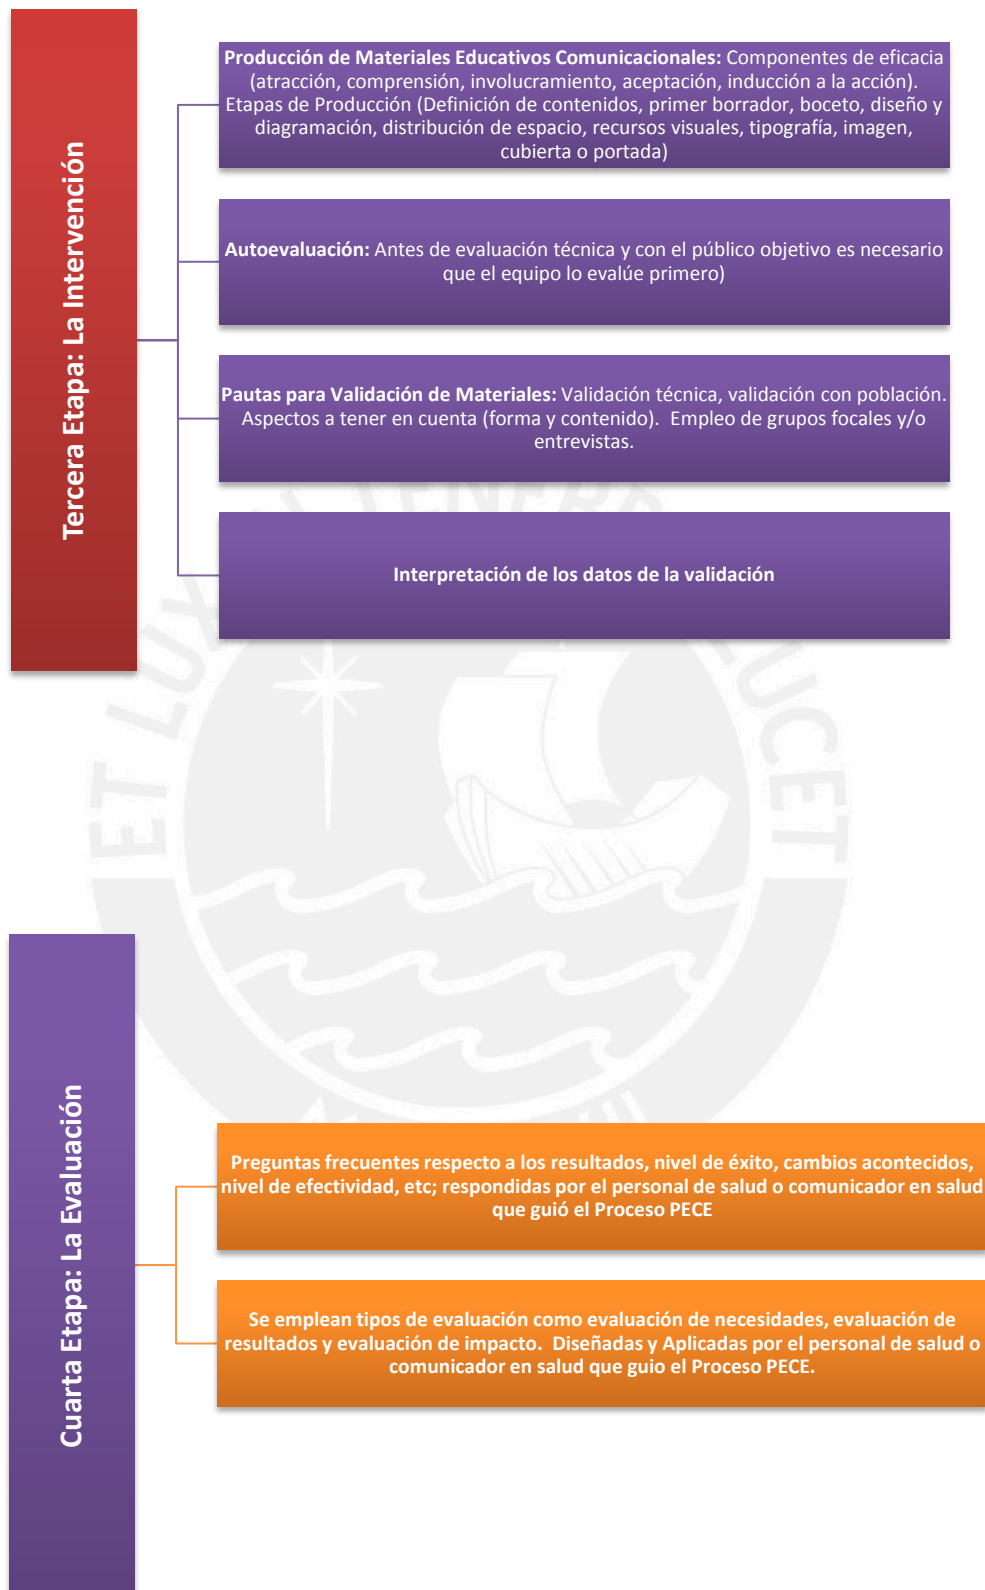 Tercera Etapa: La Intervención
Producción de Materiales Educativos Comunicacionales: Componentes de eficacia
(atracción, comprensión, involucramiento, aceptación, inducción a la acción).
Etapas de Producción (Definición de contenidos, primer borrador, boceto, diseño y
diagramación, distribución de espacio, recursos visuales, tipografía, imagen,
cubierta o portada)
Autoevaluación: Antes de evaluación técnica y con el público objetivo es necesario
que el equipo lo evalúe primero)
Pautas para Validación de Materiales: Validación técnica, validación con población.
Aspectos a tener en cuenta (forma y contenido). Empleo de grupos focales y/o
entrevistas.
Interpretación de los datos de la validación
ET LUX IN TENEBRIS LUCET
Cuarta Etapa: La Evaluación
Preguntas frecuentes respecto a los resultados, nivel de éxito, cambios acontecidos,
nivel de efectividad, etc; respondidas por el personal de salud o comunicador en salud
que guió el Proceso PECE
Se emplean tipos de evaluación como evaluación de necesidades, evaluación de
resultados y evaluación de impacto. Diseñadas y Aplicadas por el personal de salud o
comunicador en salud que guio el Proceso PECE.